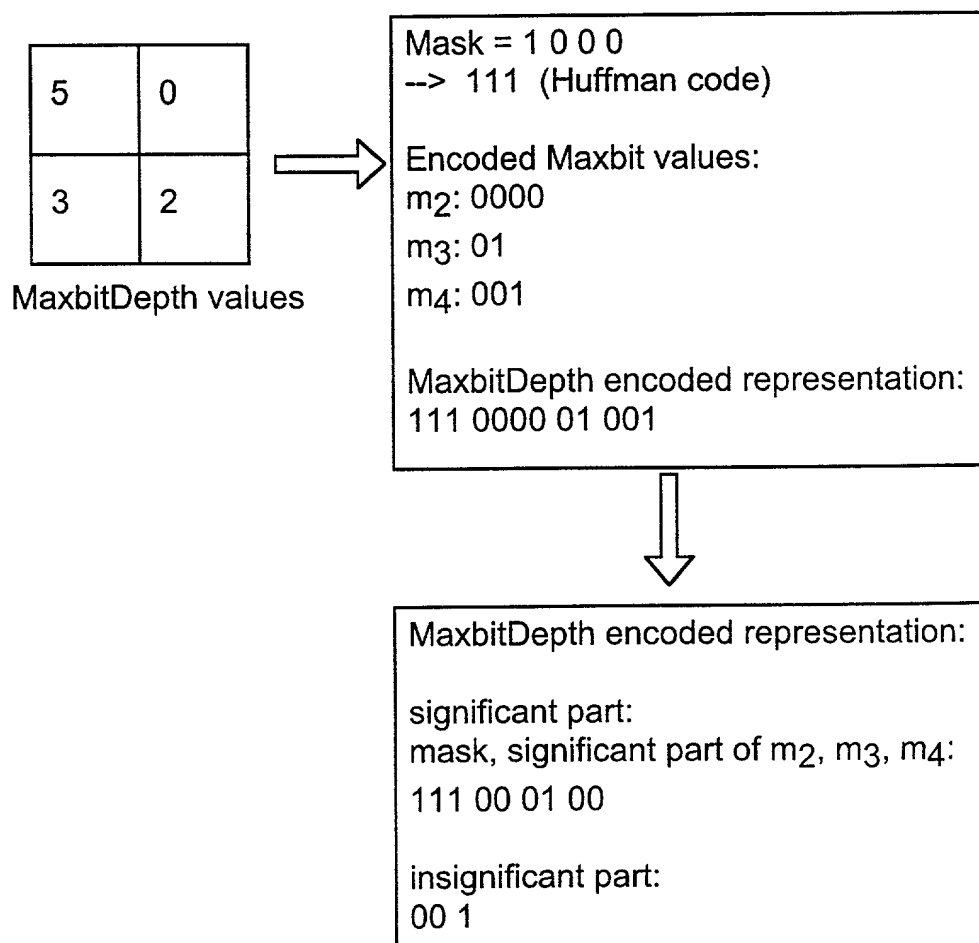 5 0
3 2
MaxbitDepth values
Mask = 1 0 0 0
--> 111 (Huffman code)
Encoded Maxbit values:
m2: 0000
m3: 01
m4: 001
MaxbitDepth encoded representation:
111 0000 01 001
MaxbitDepth encoded representation:
significant part:
mask, significant part of m2, m3, m4:
111 00 01 00
insignificant part:
00 1